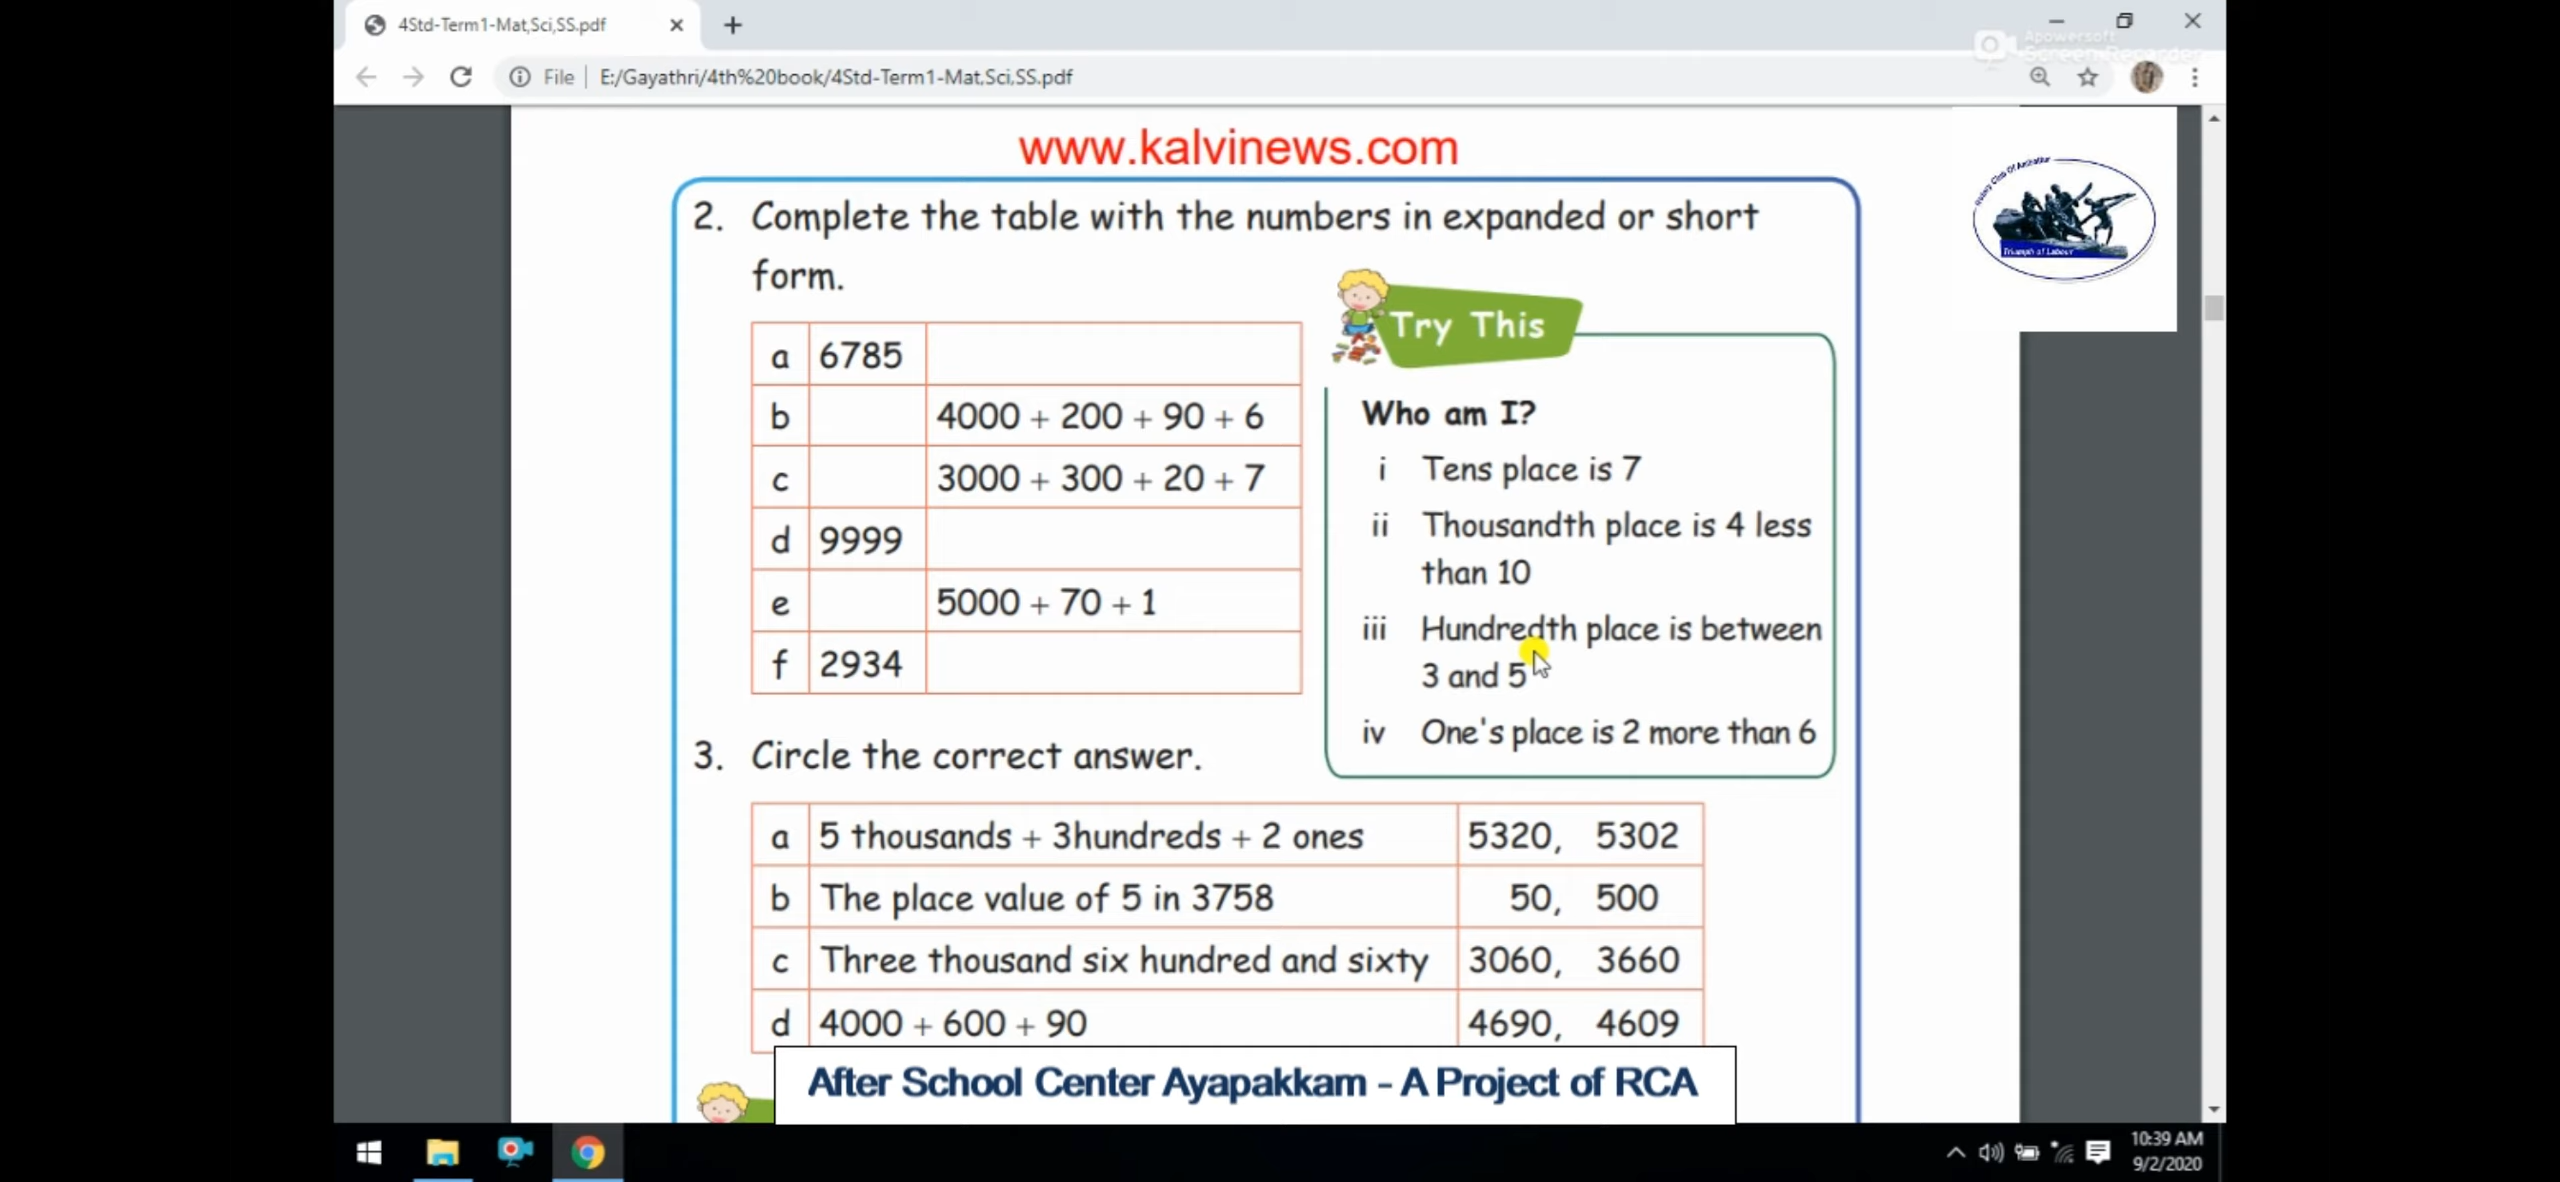 4Std-Term1-Mat,Sci,SS.pdf
Apowersoft
Screen Recorder
File | E:/Gayathri/4th%20book/4Std-Term1-Mat,Sci,SS.pdf
www.kalvinews.com
Triumph of Labour
2. Complete the table with the numbers in expanded or short
form.
a 6785
b 4000 + 200 + 90 + 6
c 3000 + 300 + 20 + 7
d 9999
e 5000 + 70 + 1
f 2934
Try This
Who am I?
i Tens place is 7
ii Thousandth place is 4 less
than 10
iii Hundredth place is between
3 and 5
iv One's place is 2 more than 6
3. Circle the correct answer.
a 5 thousands + 3hundreds + 2 ones 5320, 5302
b The place value of 5 in 3758 50, 500
c Three thousand six hundred and sixty 3060, 3660
d 4000 + 600 + 90 4690, 4609
After School Center Ayapakkam - A Project of RCA
10:39 AM
9/2/2020